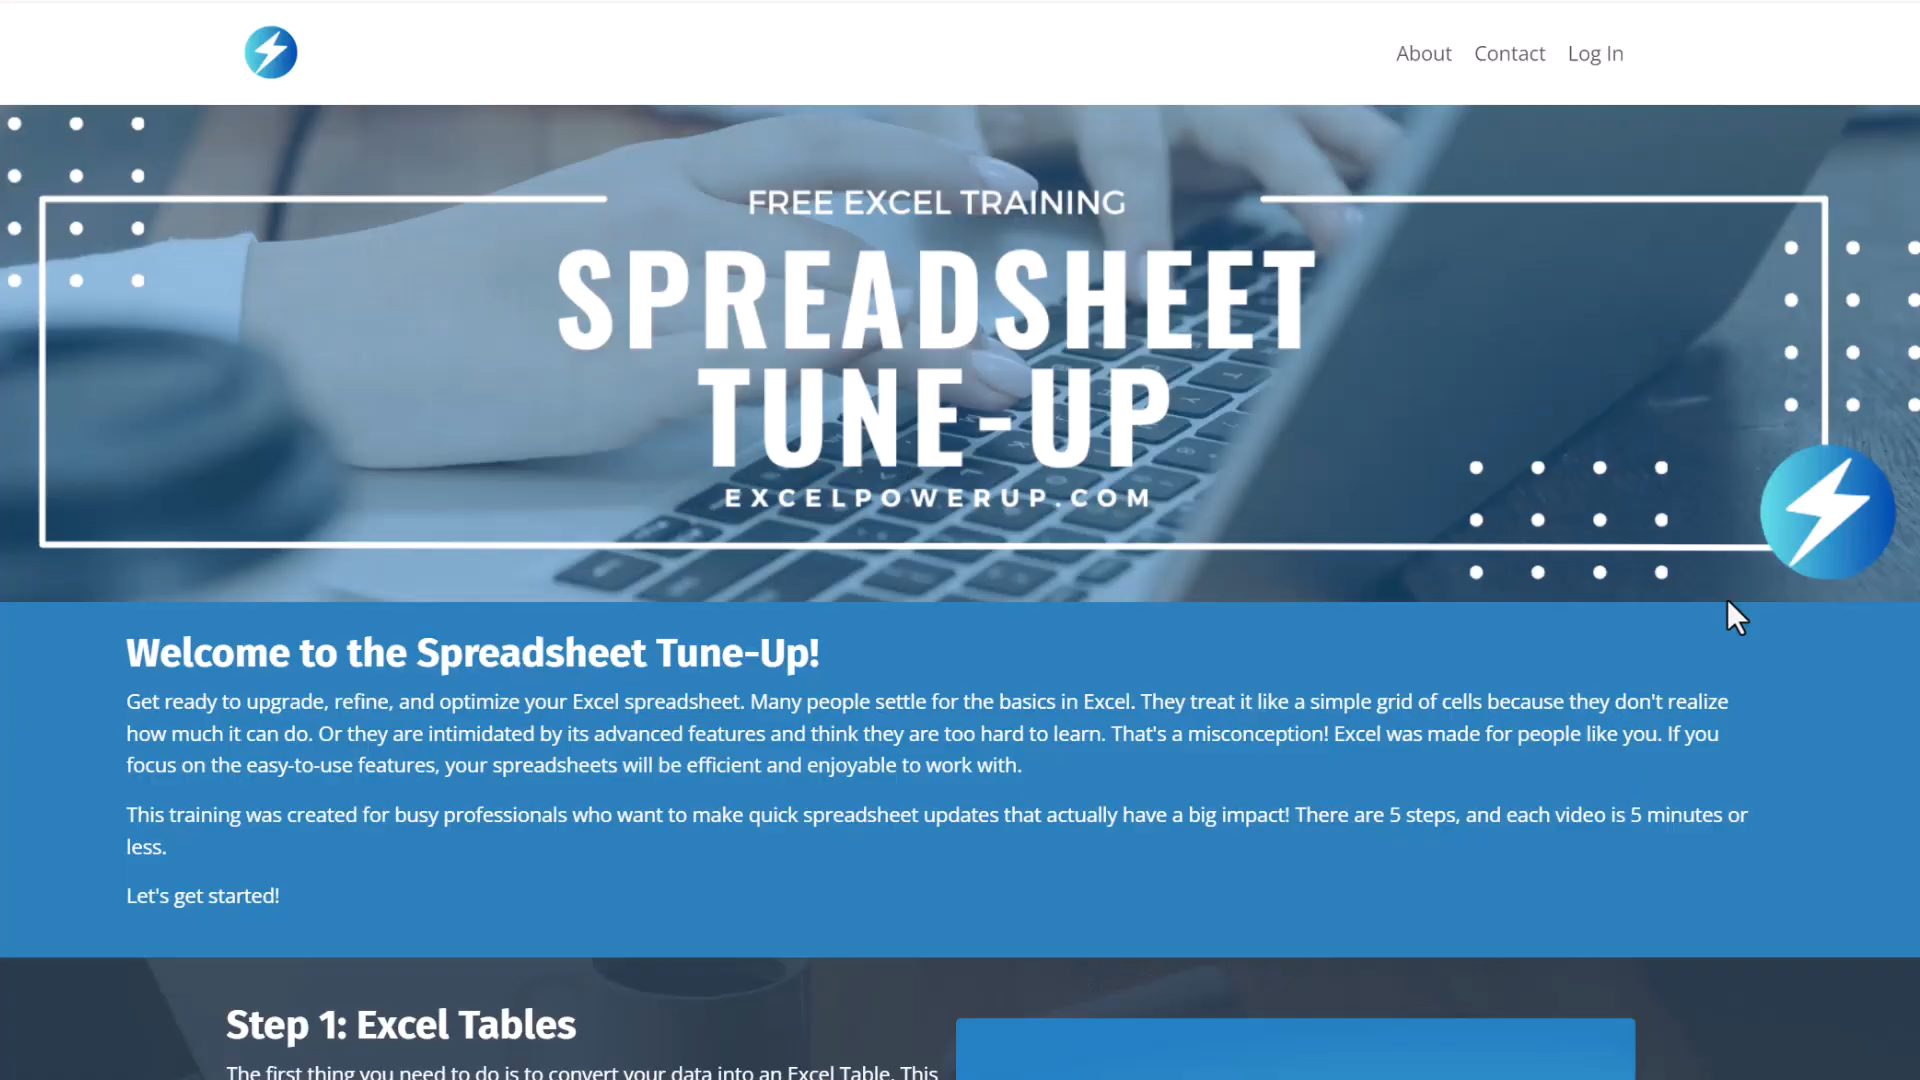 About Contact Log In
FREE EXCEL TRAINING
SPREADSHEET
TUNE-UP
EXCELPOWERUP.COM
Welcome to the Spreadsheet Tune-Up!
Get ready to upgrade, refine, and optimize your Excel spreadsheet. Many people settle for the basics in Excel. They treat it like a simple grid of cells because they don't realize
how much it can do. Or they are intimidated by its advanced features and think they are too hard to learn. That's a misconception! Excel was made for people like you. If you
focus on the easy-to-use features, your spreadsheets will be efficient and enjoyable to work with.
This training was created for busy professionals who want to make quick spreadsheet updates that actually have a big impact! There are 5 steps, and each video is 5 minutes or
less.
Let's get started!
Step 1: Excel Tables
The first thing you need to do is to convert your data into an Excel Table. This